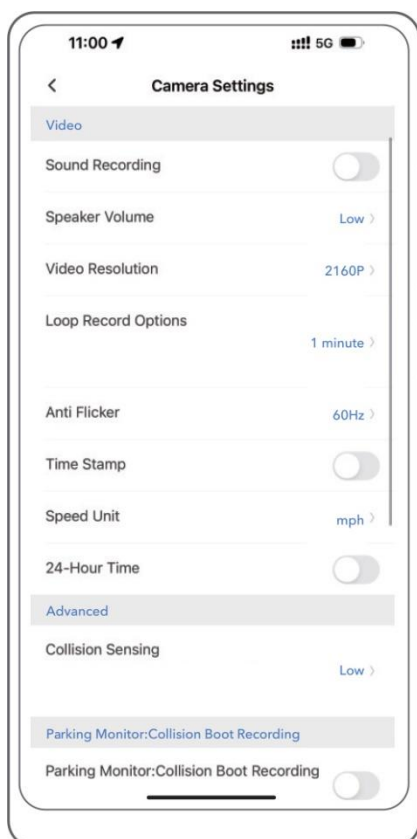 11:00
5G
Camera Settings
Video
Sound Recording
Speaker Volume
Low
Video Resolution
2160P
Loop Record Options
1 minute
Anti Flicker
60Hz
Time Stamp
Speed Unit
mph
24-Hour Time
Advanced
Collision Sensing
Low
Parking Monitor:Collision Boot Recording
Parking Monitor:Collision Boot Recording